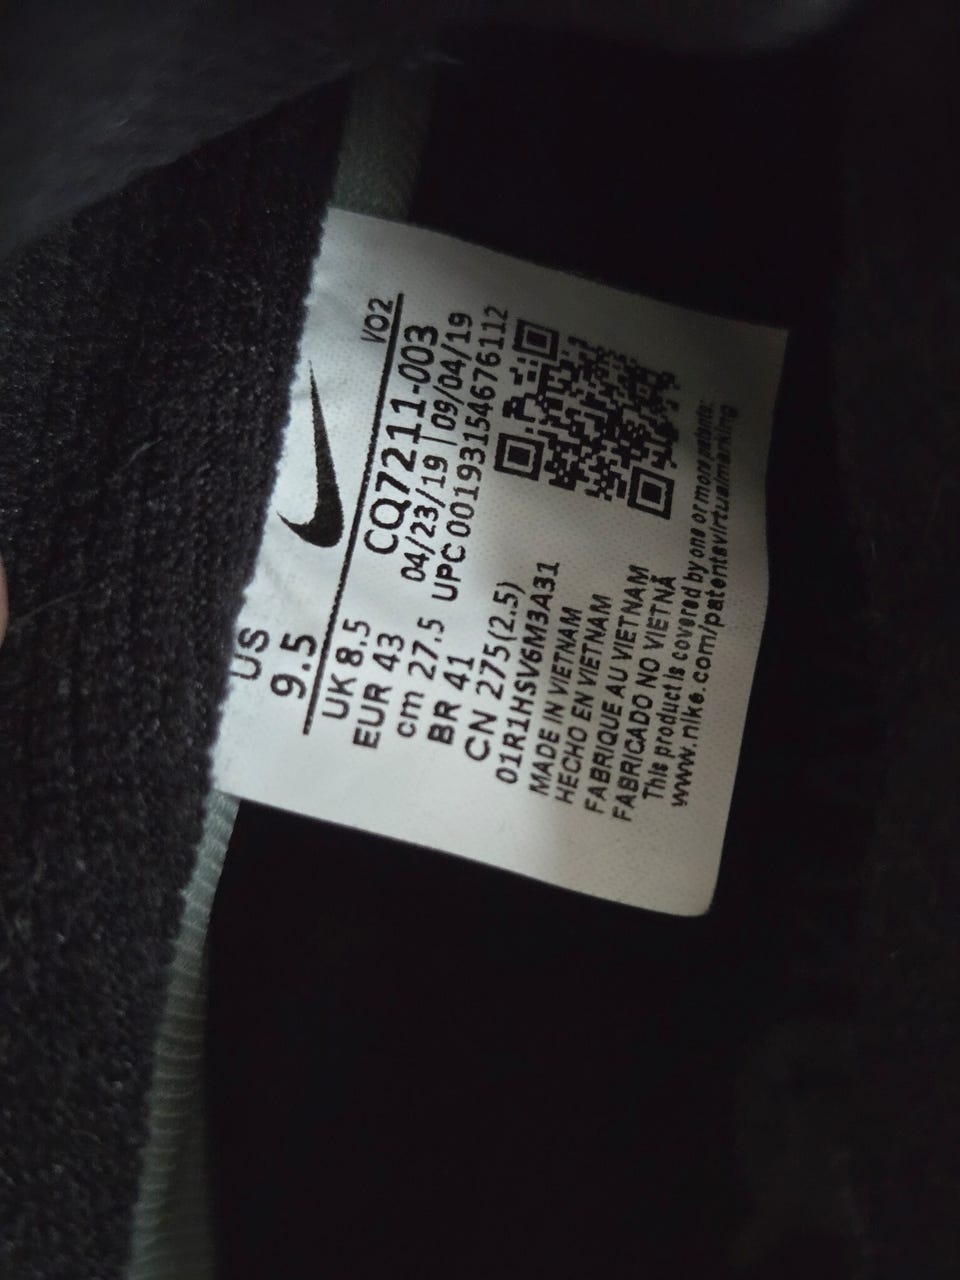 US
9.5
VO2
UK 8.5
EUR 43
cm 27.5
BR 41
CN 275(2.5)
CQ7211-003
04/23/19 | 09/04/19
UPC 00193154676112
01R1HSV6M3A31
MADE IN VIETNAM
HECHO EN VIETNAM
FABRIQUE AU VIETNAM
FABRICADO NO VIETNÃ
This product is covered by one or more patents:
www.nike.com/patentsvirtualmarking